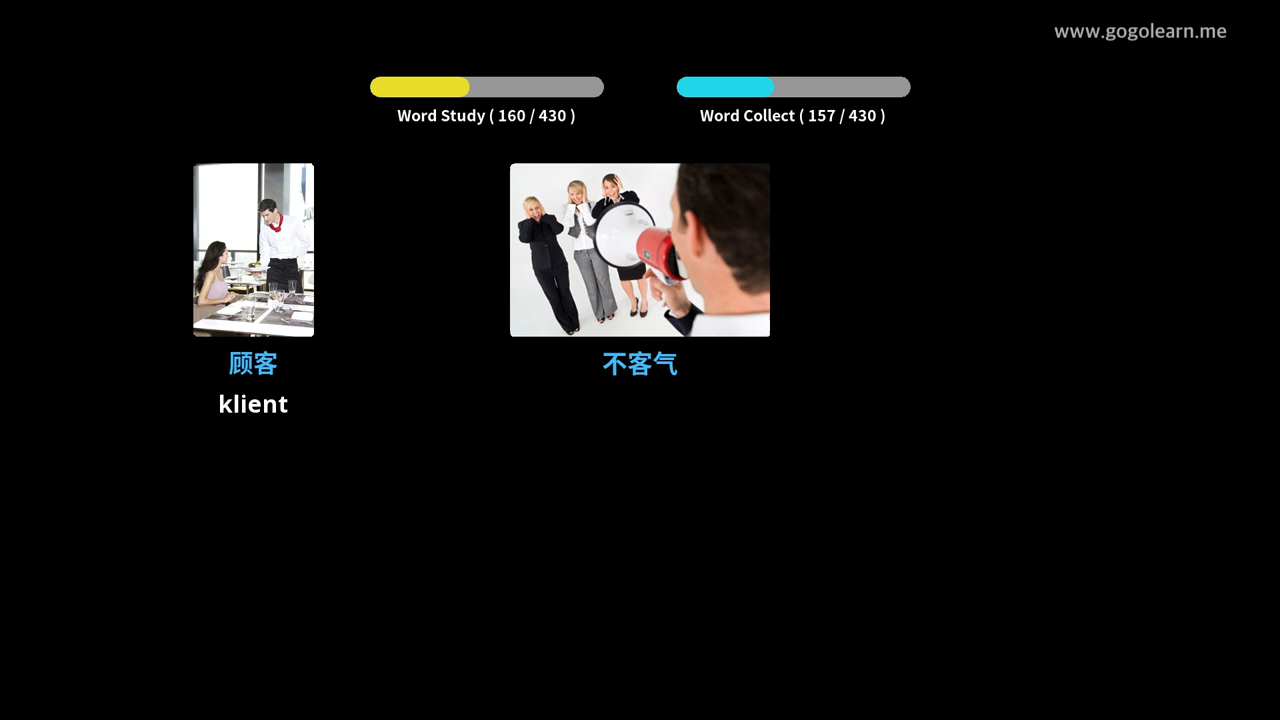 www.gogolearn.me
Word Study ( 160 / 430 )
Word Collect ( 157 / 430 )
顾客
不客气
klient